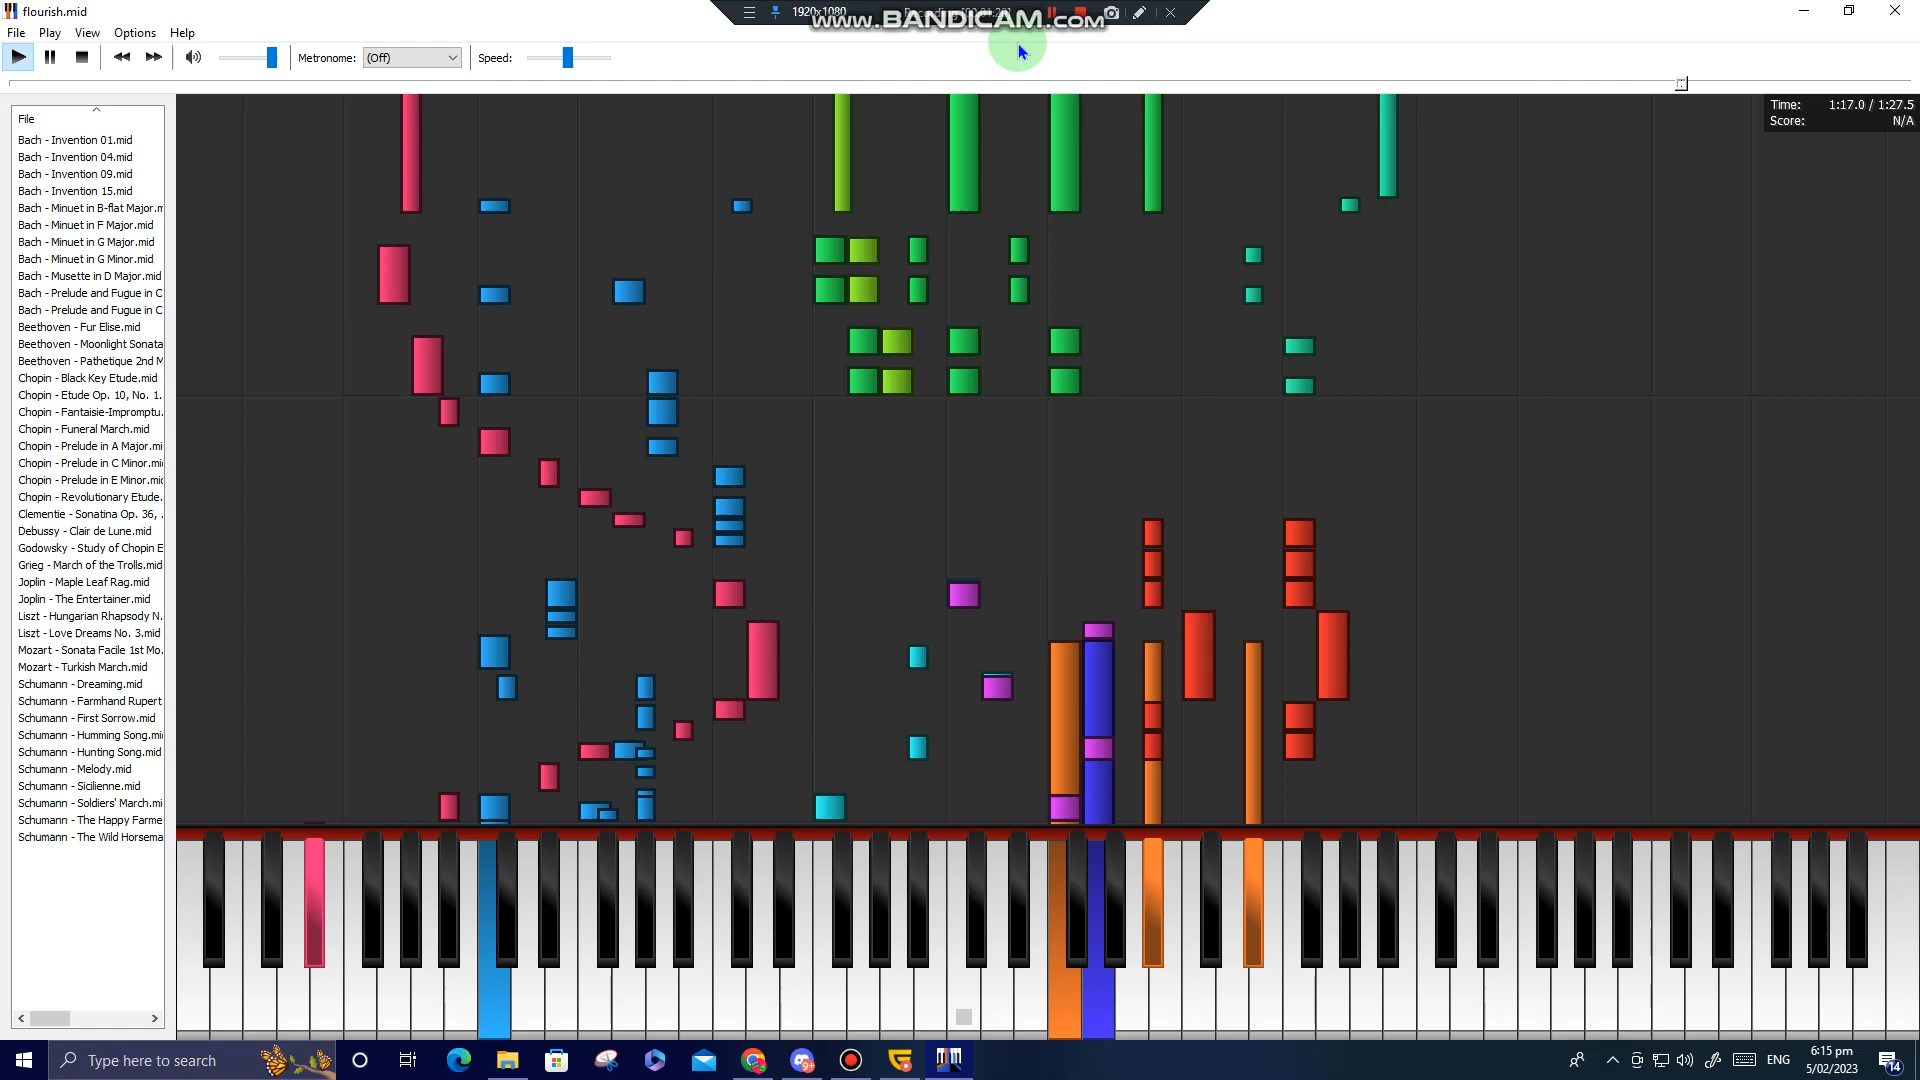 flourish.mid
1920x1080
www.BANDICAM.com
File Play View Options Help
Metronome: (Off) Speed:
Time: 1:17.0 / 1:27.5
Score: N/A
File
Bach - Invention 01.mid
Bach - Invention 04.mid
Bach - Invention 09.mid
Bach - Invention 15.mid
Bach - Minuet in B-flat Major.m
Bach - Minuet in F Major.mid
Bach - Minuet in G Major.mid
Bach - Minuet in G Minor.mid
Bach - Musette in D Major.mid
Bach - Prelude and Fugue in C
Bach - Prelude and Fugue in C
Beethoven - Fur Elise.mid
Beethoven - Moonlight Sonata
Beethoven - Pathetique 2nd M
Chopin - Black Key Etude.mid
Chopin - Etude Op. 10, No. 1.
Chopin - Fantaisie-Impromptu.
Chopin - Funeral March.mid
Chopin - Prelude in A Major.mi
Chopin - Prelude in C Minor.mi
Chopin - Prelude in E Minor.mi
Chopin - Revolutionary Etude.
Clementie - Sonatina Op. 36, .
Debussy - Clair de Lune.mid
Godowsky - Study of Chopin E
Grieg - March of the Trolls.mid
Joplin - Maple Leaf Rag.mid
Joplin - The Entertainer.mid
Liszt - Hungarian Rhapsody N.
Liszt - Love Dreams No. 3.mid
Mozart - Sonata Facile 1st Mo.
Mozart - Turkish March.mid
Schumann - Dreaming.mid
Schumann - Farmhand Rupert
Schumann - First Sorrow.mid
Schumann - Humming Song.mi
Schumann - Hunting Song.mid
Schumann - Melody.mid
Schumann - Sicilienne.mid
Schumann - Soldiers' March.mi
Schumann - The Happy Farme
Schumann - The Wild Horsema
Type here to search
9+
ENG
6:15 pm
5/02/2023
14